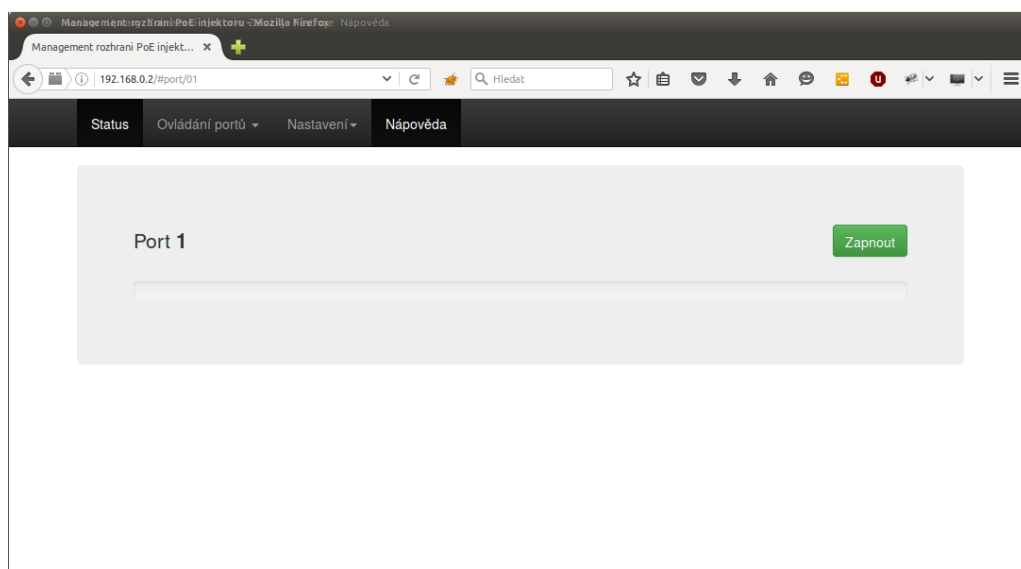 Management rozhrani PoE injektoru - Mozilla Firefox Nápověda
Management rozhrani PoE injekt...
192.168.0.2/#port/01
Hledat
Status Ovládání portů Nastavení Nápověda
Port 1
Zapnout